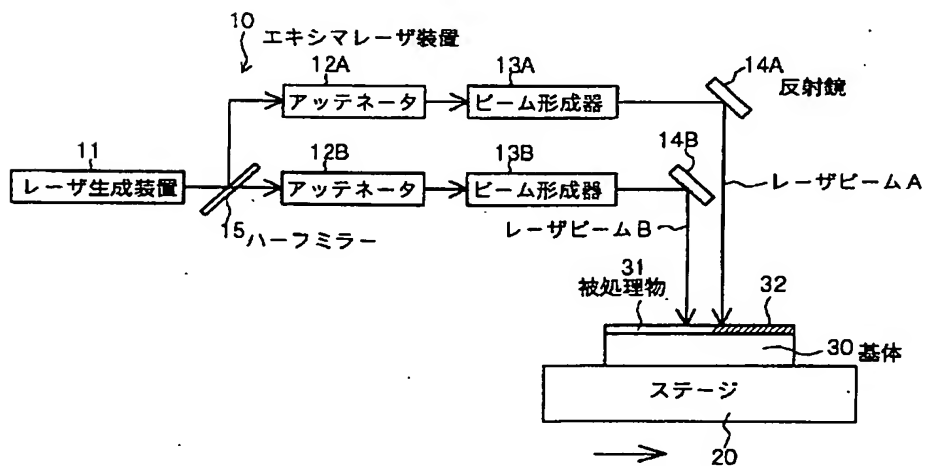 10 エキシマレーザ装置
12A
13A
14A
アッテネータ
ビーム形成器
反射鏡
11
12B
13B
14B
レーザ生成装置
アッテネータ
ビーム形成器
レーザビームA
15 ハーフミラー
レーザビームB
31
被処理物
32
30 基体
ステージ
20